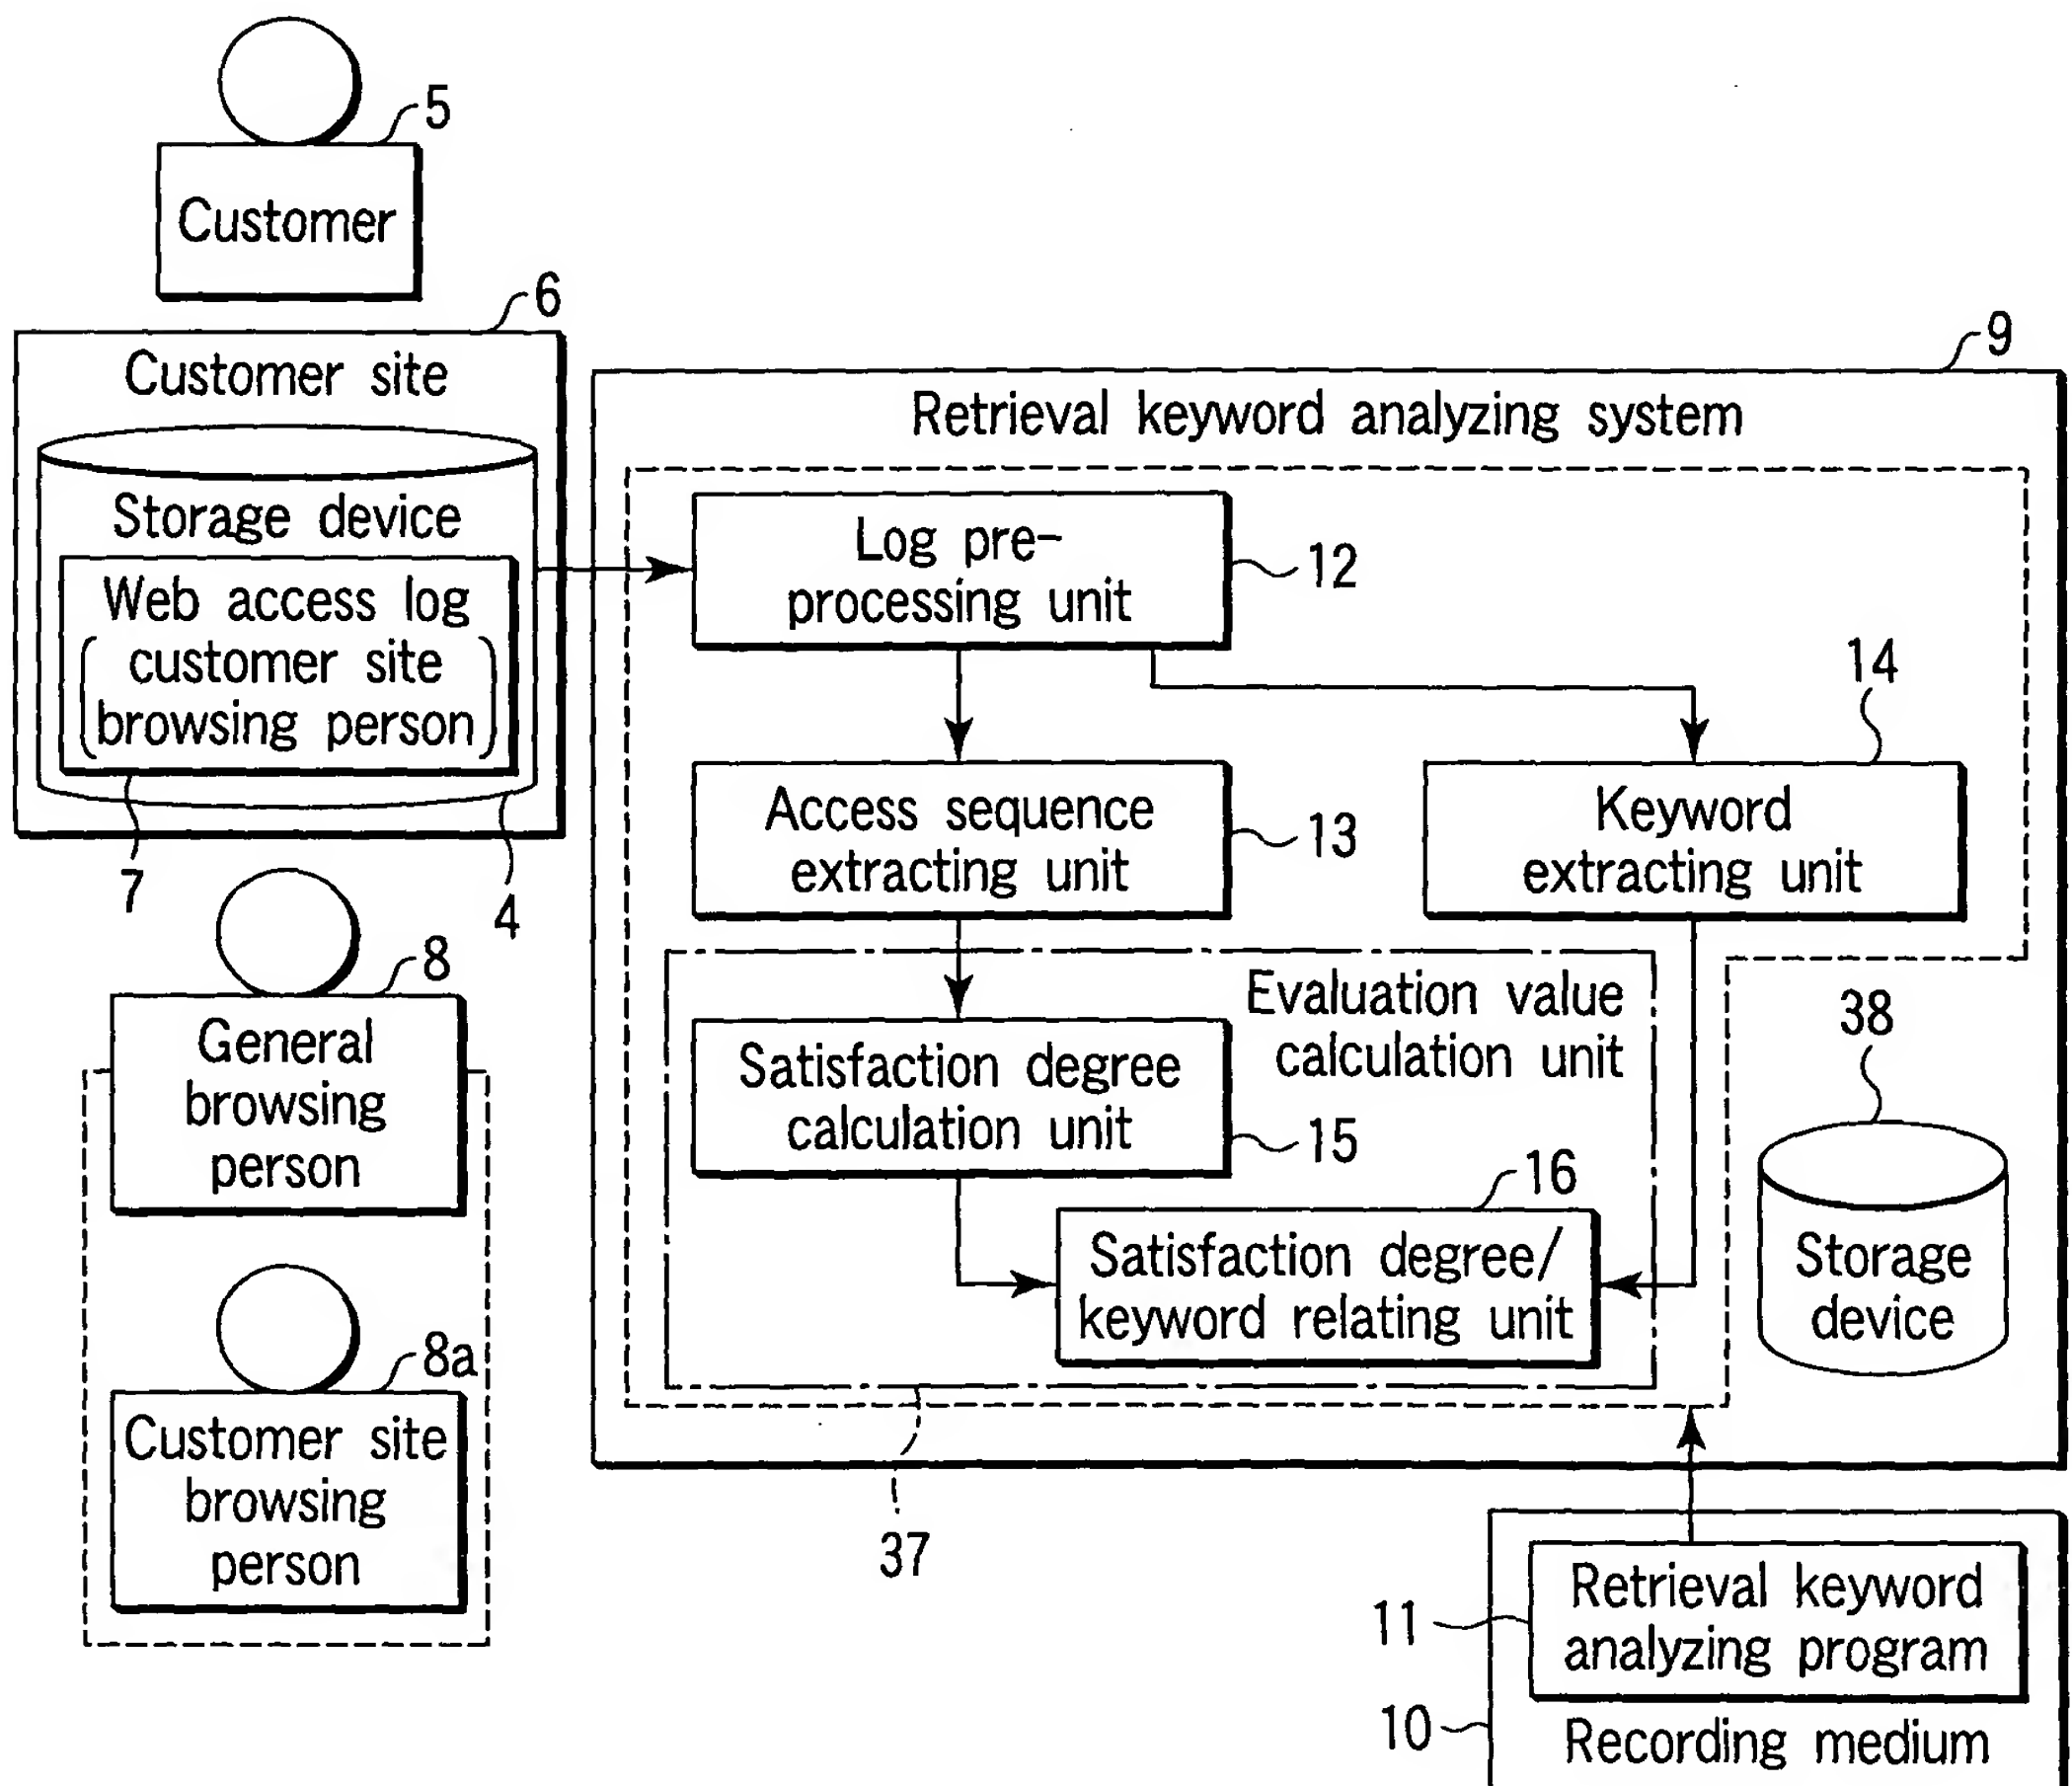 5
Customer
6
Customer site
Storage device
Web access log
customer site
browsing person
7
4
8
General
browsing
person
8a
Customer site
browsing
person
9
Retrieval keyword analyzing system
Log pre-
processing unit
12
14
Access sequence
extracting unit
13
Keyword
extracting unit
Evaluation value
calculation unit
38
Satisfaction degree
calculation unit
15
16
Satisfaction degree/
keyword relating unit
Storage
device
37
11
Retrieval keyword
analyzing program
10
Recording medium